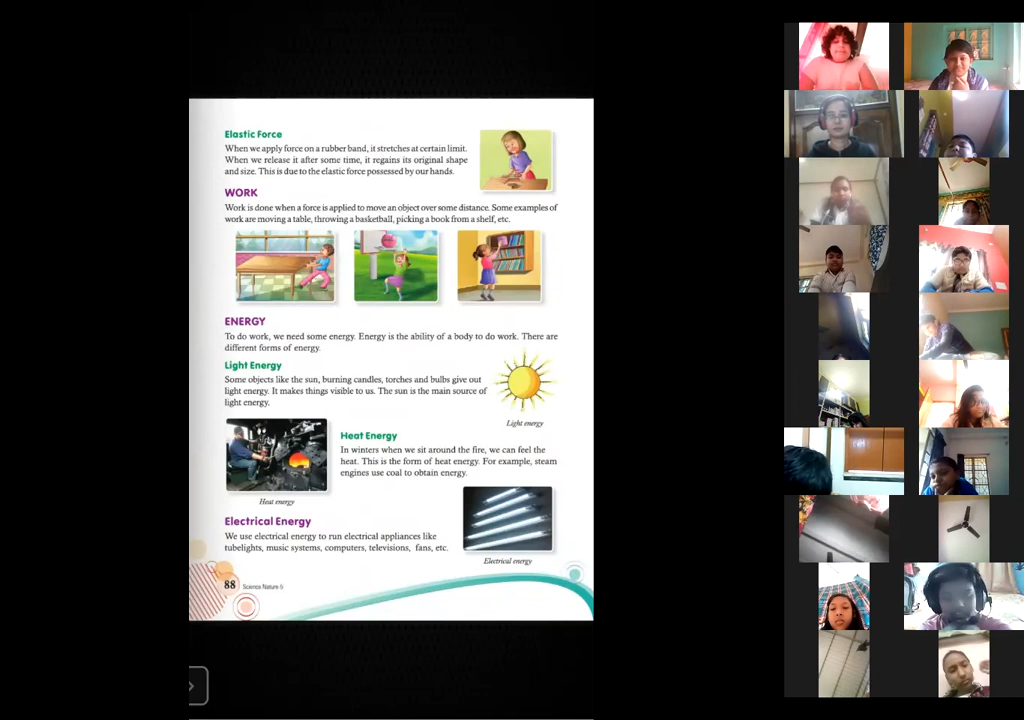 Elastic Force
When we apply force on a rubber band, it stretches at certain limit.
When we release it after some time, it regains its original shape
and size. This is due to the elastic force possessed by our hands.
WORK
Work is done when a force is applied to move an object over some distance. Some examples of
work are moving a table, throwing a basketball, picking a book from a shelf, etc.
ENERGY
To do work, we need some energy. Energy is the ability of a body to do work. There are
different forms of energy.
Light Energy
Some objects like the sun, burning candles, torches and bulbs give out
light energy. It makes things visible to us. The sun is the main source of
light energy.
Light energy
Heat Energy
In winters when we sit around the fire, we can feel the
heat. This is the form of heat energy. For example, steam
engines use coal to obtain energy.
Heat energy
Electrical Energy
We use electrical energy to run electrical appliances like
tubelights, music systems, computers, televisions, fans, etc.
Electrical energy
88 Science Nature-5